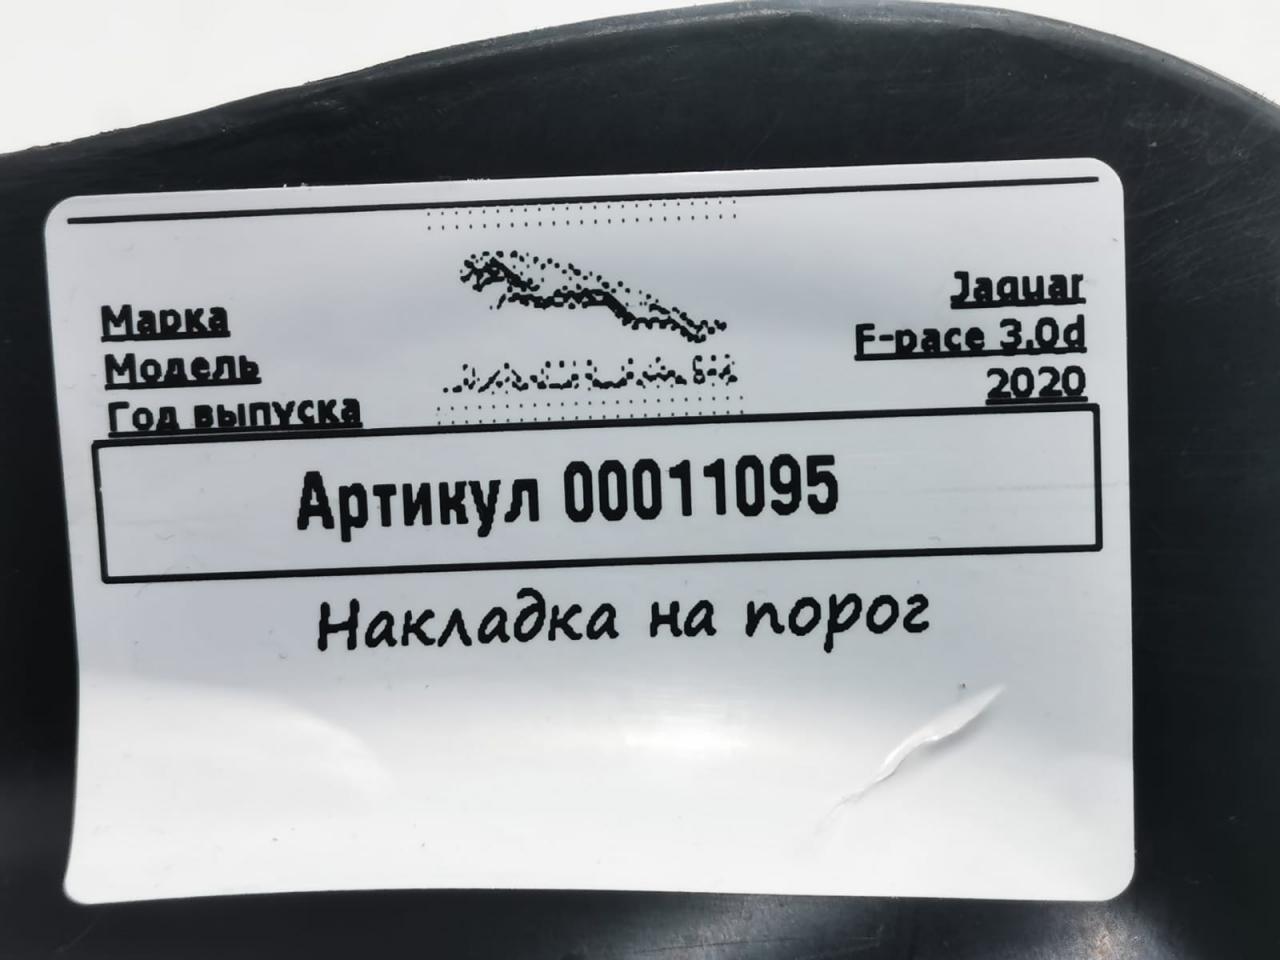 Марка Jaguar
Модель F-pace 3.0d
Год выпуска 2020
Артикул 00011095
Накладка на порог